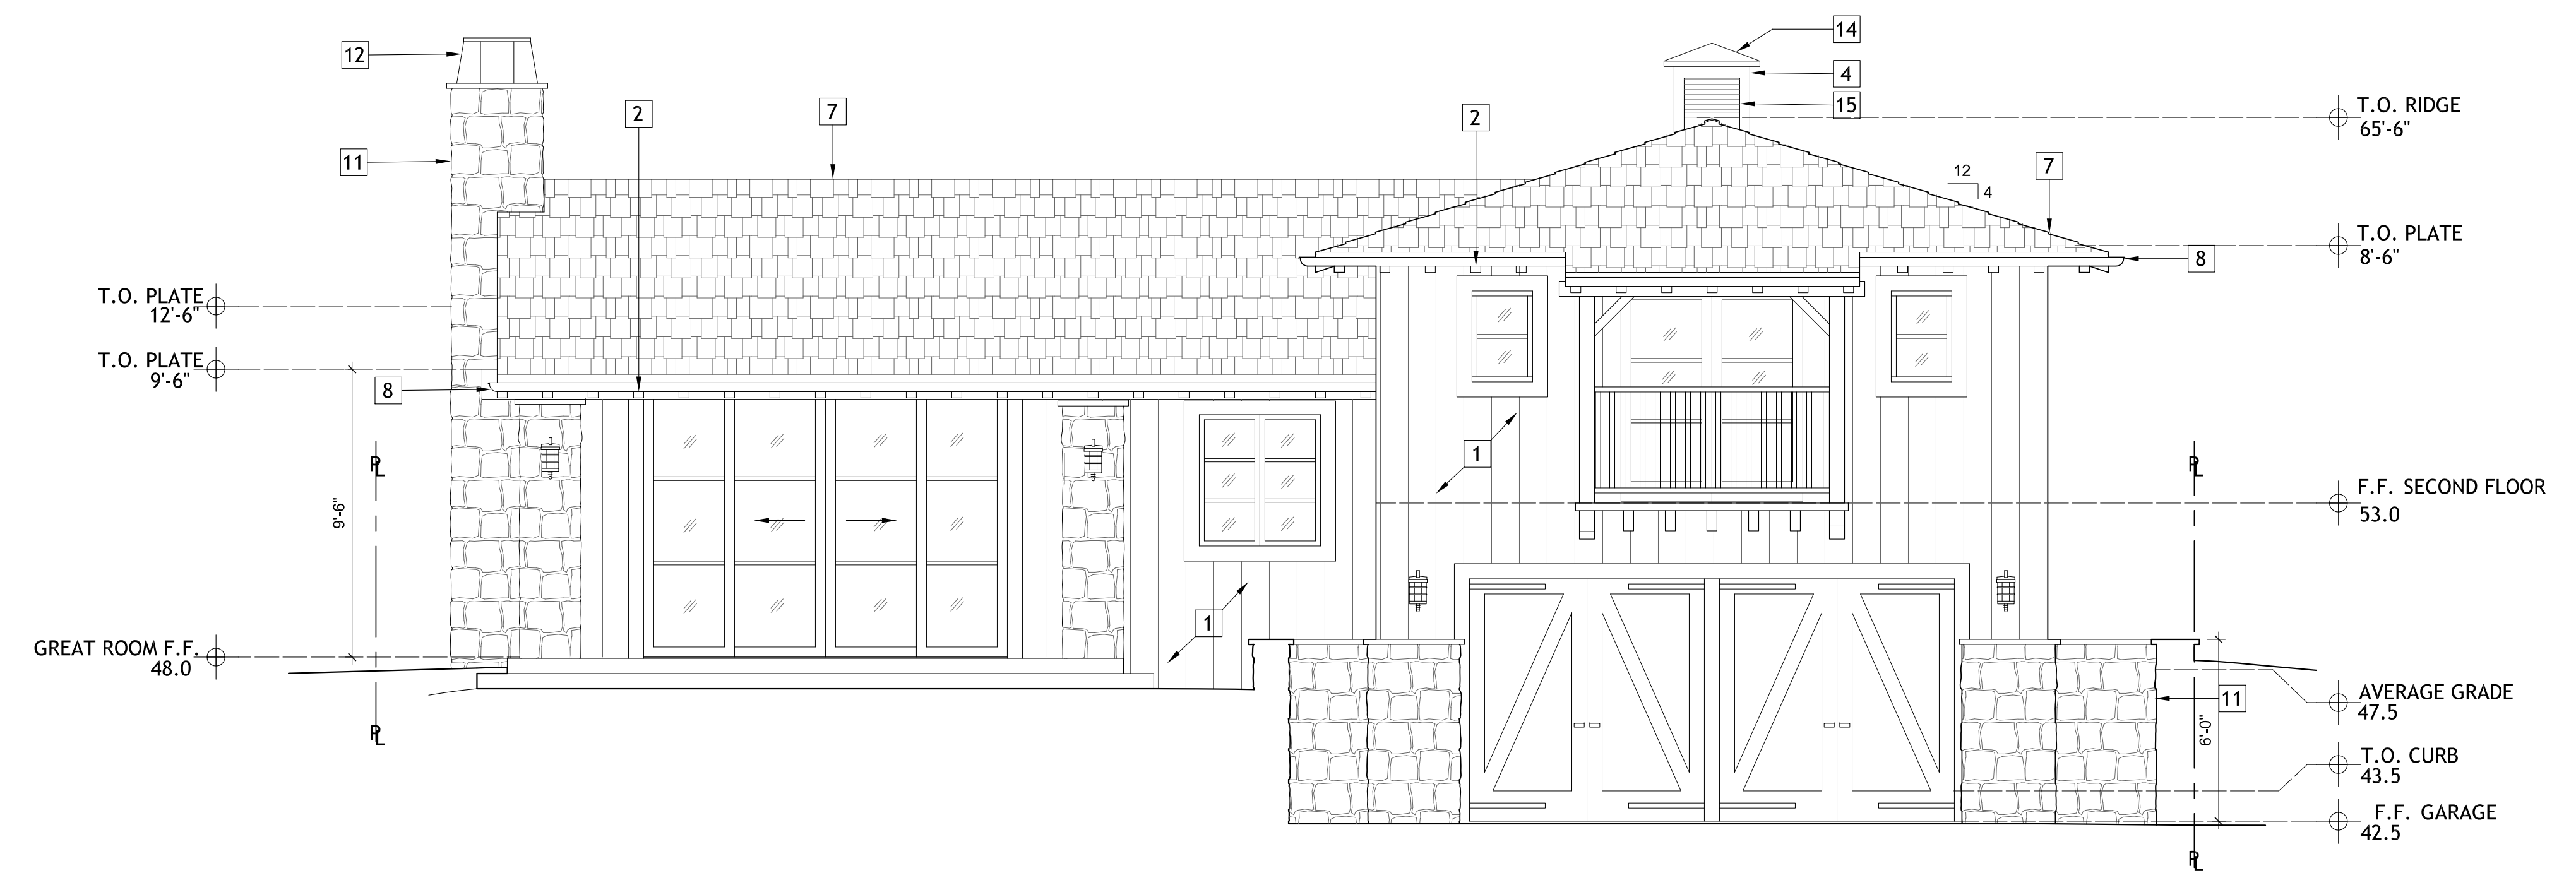 14
12
4
15
2
7
2
T.O. RIDGE
65'-6"
11
12
4
7
T.O. PLATE
8'-6"
8
T.O. PLATE
12'-6"
T.O. PLATE
9'-6"
8
1
PL
PL
9'-6"
F.F. SECOND FLOOR
53.0
1
GREAT ROOM F.F.
48.0
11
AVERAGE GRADE
47.5
6'-0"
PL
T.O. CURB
43.5
F.F. GARAGE
42.5
PL